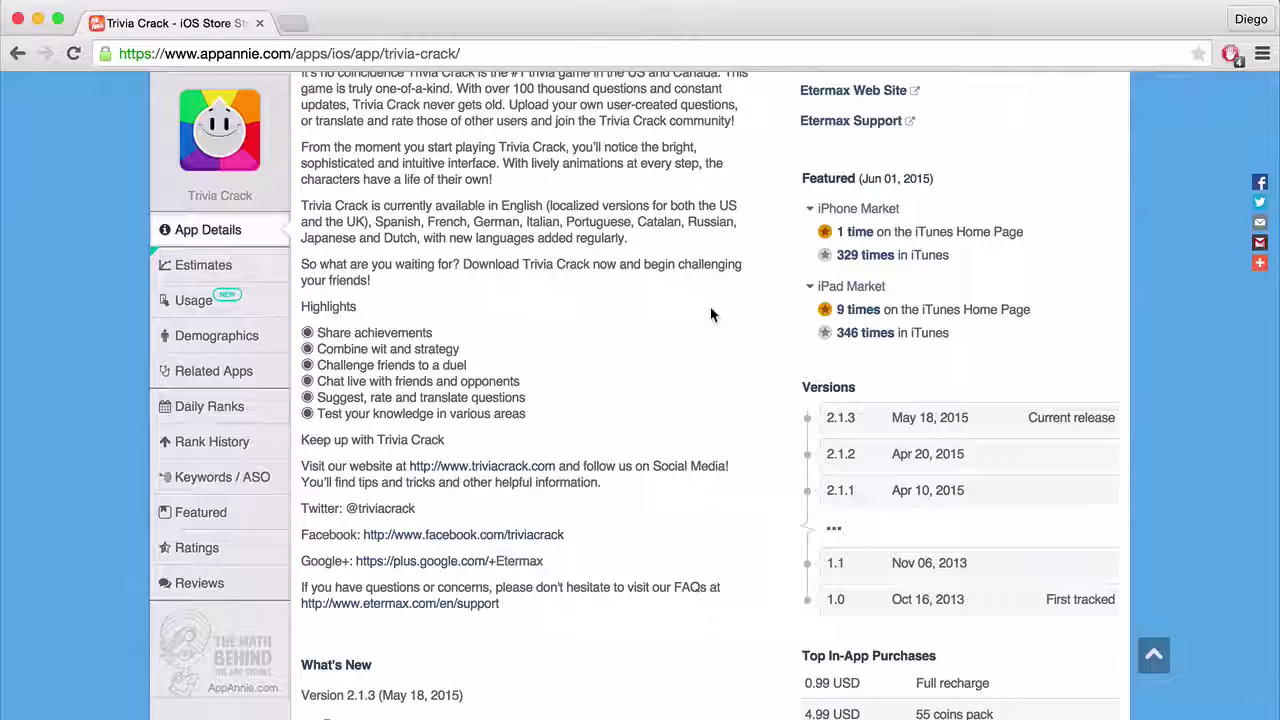 Trivia Crack - iOS Store St
Diego
https://www.appannie.com/apps/ios/app/trivia-crack/
4
Trivia Crack
App Details
Estimates
Usage NEW
Demographics
Related Apps
Daily Ranks
Rank History
Keywords / ASO
Featured
Ratings
Reviews
THE MATH
BEHIND
THE APP STORES
AppAnnie.com
It's no coincidence Trivia Crack is the #1 trivia game in the US and Canada. This
game is truly one-of-a-kind. With over 100 thousand questions and constant
updates, Trivia Crack never gets old. Upload your own user-created questions,
or translate and rate those of other users and join the Trivia Crack community!
From the moment you start playing Trivia Crack, you'll notice the bright,
sophisticated and intuitive interface. With lively animations at every step, the
characters have a life of their own!
Trivia Crack is currently available in English (localized versions for both the US
and the UK), Spanish, French, German, Italian, Portuguese, Catalan, Russian,
Japanese and Dutch, with new languages added regularly.
So what are you waiting for? Download Trivia Crack now and begin challenging
your friends!
Highlights
◉ Share achievements
◉ Combine wit and strategy
◉ Challenge friends to a duel
◉ Chat live with friends and opponents
◉ Suggest, rate and translate questions
◉ Test your knowledge in various areas
Keep up with Trivia Crack
Visit our website at http://www.triviacrack.com and follow us on Social Media!
You'll find tips and tricks and other helpful information.
Twitter: @triviacrack
Facebook: http://www.facebook.com/triviacrack
Google+: https://plus.google.com/+Etermax
If you have questions or concerns, please don't hesitate to visit our FAQs at
http://www.etermax.com/en/support
What's New
Version 2.1.3 (May 18, 2015)
Etermax Web Site
Etermax Support
Featured (Jun 01, 2015)
iPhone Market
1 time on the iTunes Home Page
329 times in iTunes
iPad Market
9 times on the iTunes Home Page
346 times in iTunes
Versions
2.1.3 May 18, 2015 Current release
2.1.2 Apr 20, 2015
2.1.1 Apr 10, 2015
•••
1.1 Nov 06, 2013
1.0 Oct 16, 2013 First tracked
Top In-App Purchases
0.99 USD Full recharge
4.99 USD 55 coins pack